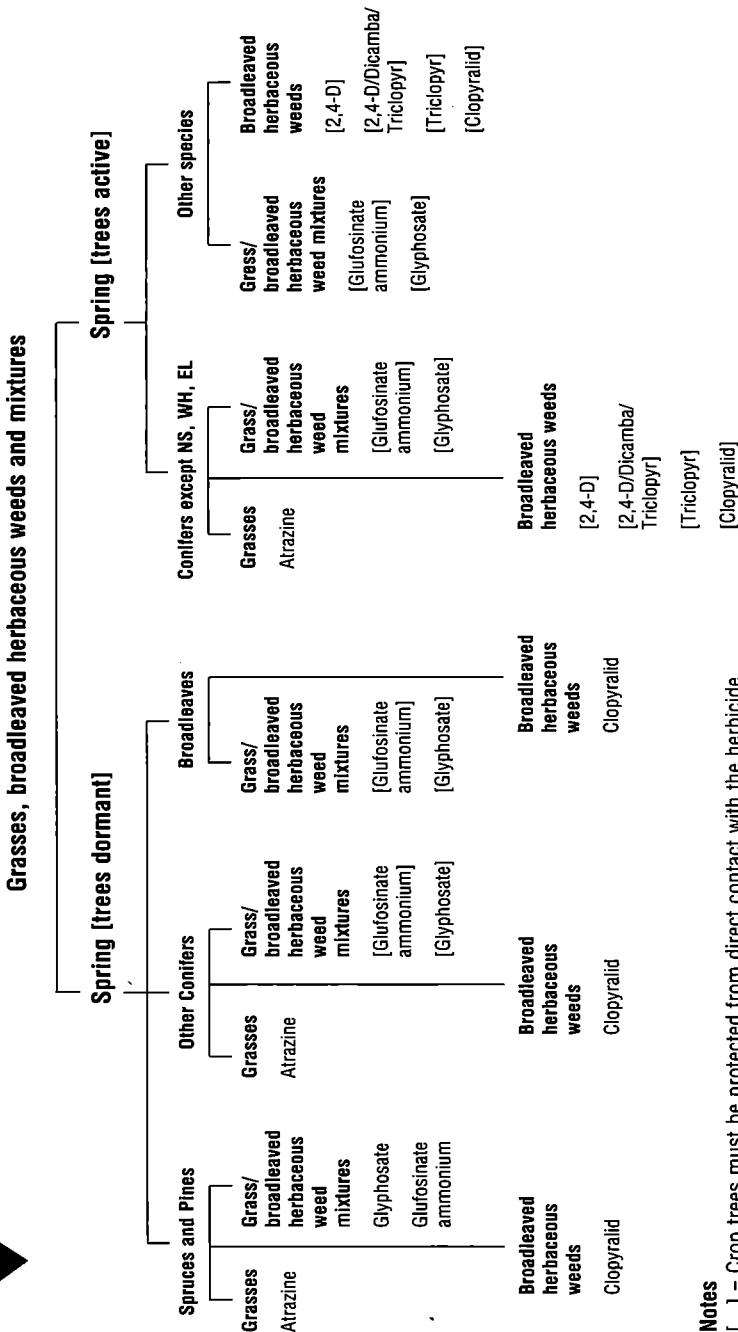 Grasses, broadleaved herbaceous weeds and mixtures
Spring [trees dormant]
Spruces and Pines
Grasses
Atrazine
Grass/
broadleaved
herbaceous
weed
mixtures
Glyphosate
Glufosinate
ammonium
Broadleaved
herbaceous
weeds
Clopyralid
Other Conifers
Grasses
Atrazine
Grass/
broadleaved
herbaceous
weed
mixtures
[Glufosinate
ammonium]
[Glyphosate]
Broadleaved
herbaceous
weeds
Clopyralid
Broadleaves
Grass/
broadleaved
herbaceous
weed
mixtures
[Glufosinate
ammonium]
[Glyphosate]
Broadleaved
herbaceous
weeds
Clopyralid
Spring [trees active]
Conifers except NS, WH, EL
Grasses
Atrazine
Grass/
broadleaved
herbaceous
weed
mixtures
[Glufosinate
ammonium]
[Glyphosate]
Broadleaved
herbaceous weeds
[2,4-D]
[2,4-D/Dicamba/
Triclopyr]
[Triclopyr]
[Clopyralid]
Other species
Gress/
broadleaved
herbaceous
weed mixtures
[Glufosinate
ammonium]
[Glyphosate]
Broadleaved
herbaceous
weeds
[2,4-D]
[2,4-D/Dicamba/
Triclopyr]
[Triclopyr]
[Clopyralid]
Notes
[...] = Crop trees must be protected from direct contact with the herbicide